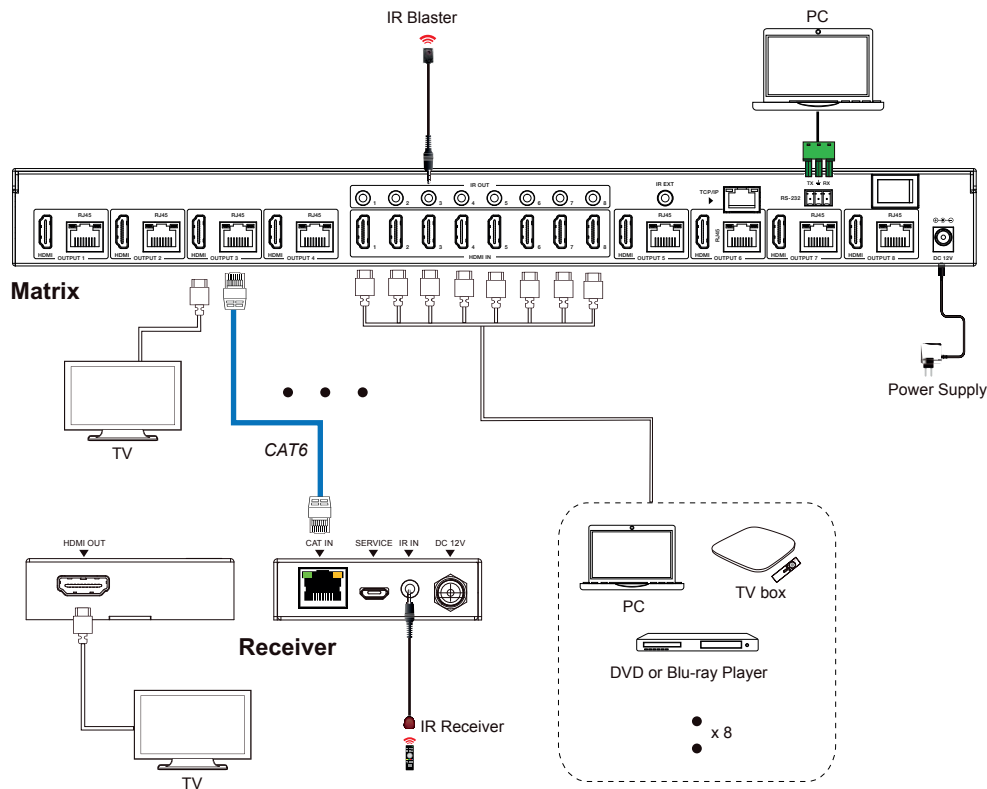 IR Blaster
PC
IR OUT
1 2 3 4 5 6 7 8
IR EXT
TCP/IP
RS-232
TX RX
HDMI RJ45 OUTPUT 1
HDMI RJ45 OUTPUT 2
HDMI RJ45 OUTPUT 3
HDMI RJ45 OUTPUT 4
1 2 3 4 5 6 7 8
HDMI IN
HDMI RJ45 OUTPUT 5
HDMI RJ45 OUTPUT 6
HDMI RJ45 OUTPUT 7
HDMI RJ45 OUTPUT 8
DC 12V
Matrix
Power Supply
TV
CAT6
HDMI OUT
CAT IN
SERVICE
IR IN
DC 12V
Receiver
PC
TV box
DVD or Blu-ray Player
x 8
IR Receiver
TV